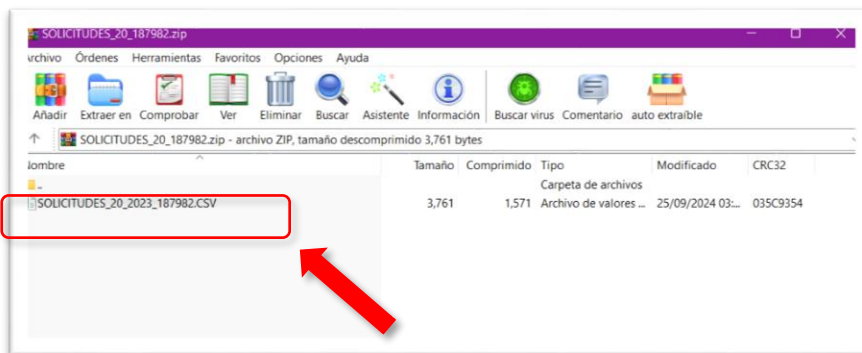 SOLICITUDES_20_187982.zip
Archivo Órdenes Herramientas Favoritos Opciones Ayuda
Añadir Extraer en Comprobar Ver Eliminar Buscar Asistente Información Buscar virus Comentario auto extraíble
SOLICITUDES_20_187982.zip - archivo ZIP, tamaño descomprimido 3,761 bytes
Nombre Tamaño Comprimido Tipo Modificado CRC32
.. Carpeta de archivos
SOLICITUDES_20_2023_187982.CSV 3,761 1,571 Archivo de valores ... 25/09/2024 03:... 035C9354